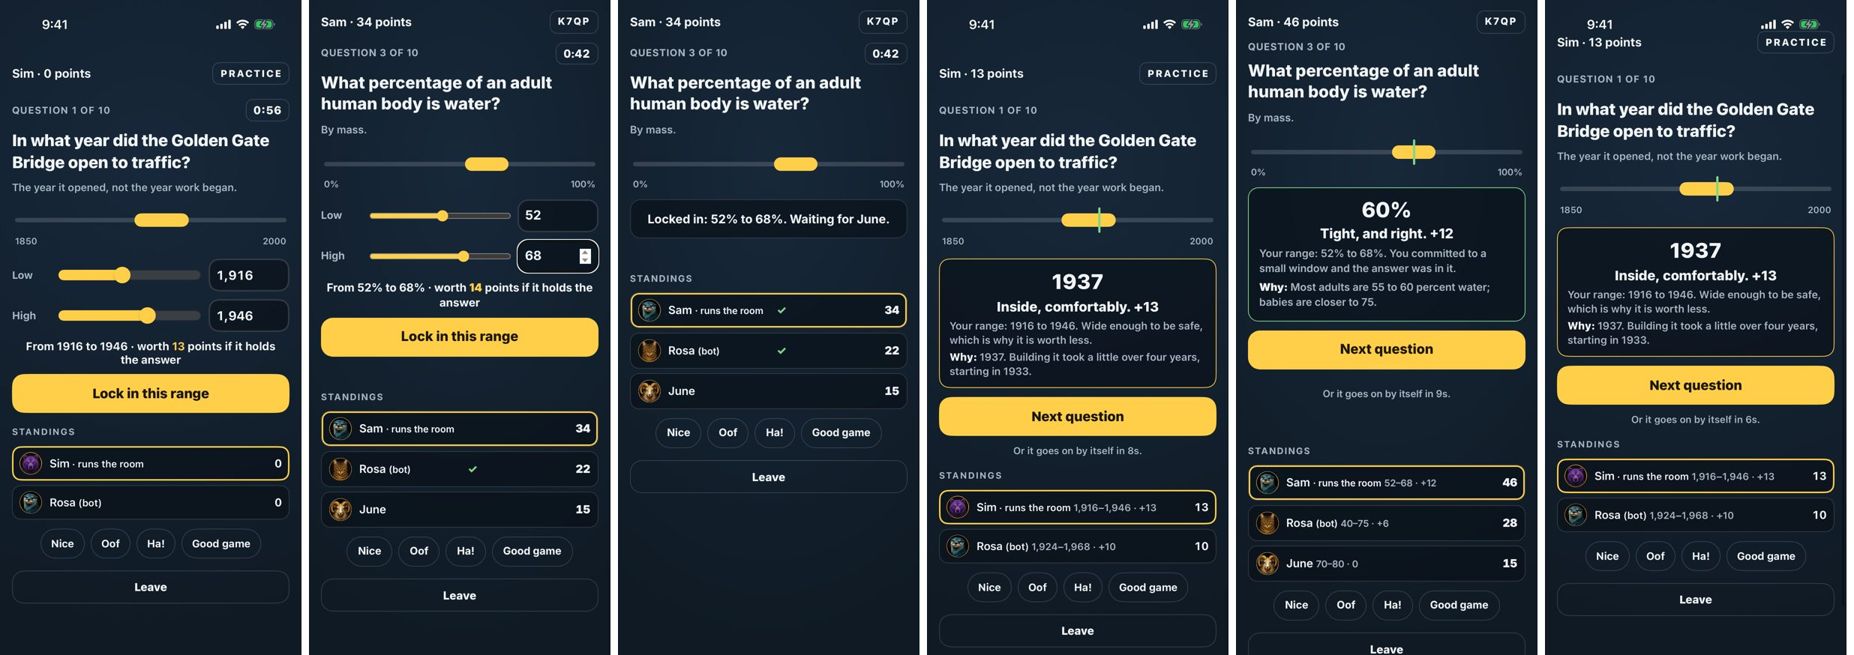 9:41
Sim · 0 points
PRACTICE
QUESTION 1 OF 10
0:56
In what year did the Golden Gate
Bridge open to traffic?
The year it opened, not the year work began.
1850
2000
Low
1,916
High
1,946
From 1916 to 1946 · worth 13 points if it holds
the answer
Lock in this range
STANDINGS
Sim · runs the room
0
Rosa (bot)
0
Nice
Oof
Ha!
Good game
Leave
Sam · 34 points
K7QP
QUESTION 3 OF 10
0:42
What percentage of an adult
human body is water?
By mass.
0%
100%
Low
52
High
68
From 52% to 68% · worth 14 points if it holds the
answer
Lock in this range
STANDINGS
Sam · runs the room
34
Rosa (bot)
22
June
15
Nice
Oof
Ha!
Good game
Leave
Sam · 34 points
K7QP
QUESTION 3 OF 10
0:42
What percentage of an adult
human body is water?
By mass.
0%
100%
Locked in: 52% to 68%. Waiting for June.
STANDINGS
Sam · runs the room
34
Rosa (bot)
22
June
15
Nice
Oof
Ha!
Good game
Leave
9:41
Sim · 13 points
PRACTICE
QUESTION 1 OF 10
In what year did the Golden Gate
Bridge open to traffic?
The year it opened, not the year work began.
1850
2000
1937
Inside, comfortably. +13
Your range: 1916 to 1946. Wide enough to be safe,
which is why it is worth less.
Why: 1937. Building it took a little over four years,
starting in 1933.
Next question
Or it goes on by itself in 8s.
STANDINGS
Sim · runs the room 1,916–1,946 · +13
13
Rosa (bot) 1,924–1,968 · +10
10
Nice
Oof
Ha!
Good game
Leave
Sam · 46 points
K7QP
QUESTION 3 OF 10
What percentage of an adult
human body is water?
By mass.
0%
100%
60%
Tight, and right. +12
Your range: 52% to 68%. You committed to a
small window and the answer was in it.
Why: Most adults are 55 to 60 percent water;
babies are closer to 75.
Next question
Or it goes on by itself in 9s.
STANDINGS
Sam · runs the room 52–68 · +12
46
Rosa (bot) 40–75 · +6
28
June 70–80 · 0
15
Nice
Oof
Ha!
Good game
Leave
9:41
Sim · 13 points
PRACTICE
QUESTION 1 OF 10
In what year did the Golden Gate
Bridge open to traffic?
The year it opened, not the year work began.
1850
2000
1937
Inside, comfortably. +13
Your range: 1916 to 1946. Wide enough to be safe,
which is why it is worth less.
Why: 1937. Building it took a little over four years,
starting in 1933.
Next question
Or it goes on by itself in 6s.
STANDINGS
Sim · runs the room 1,916–1,946 · +13
13
Rosa (bot) 1,924–1,968 · +10
10
Nice
Oof
Ha!
Good game
Leave